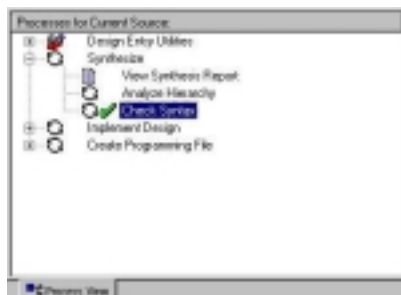 Processes for Current Source:
Design Entry Utilities
Synthesize
View Synthesis Report
Analyze Hierarchy
Check Syntax
Implement Design
Create Programming File
Process View